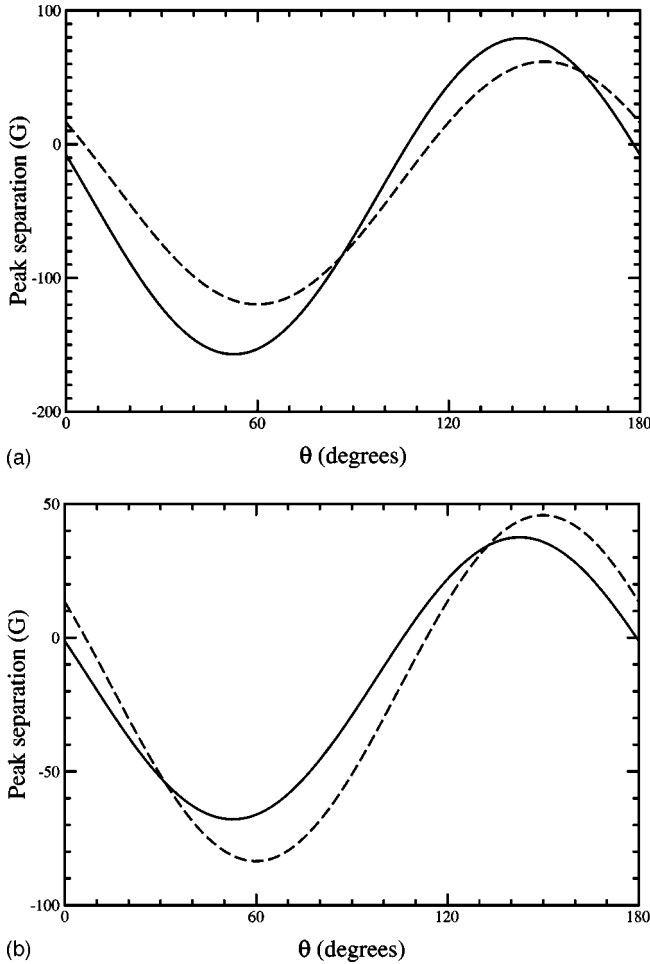 100
0
-100
-200
Peak separation (G)
0 60 120 180
(a) θ (degrees)
50
0
-50
-100
Peak separation (G)
0 60 120 180
(b) θ (degrees)